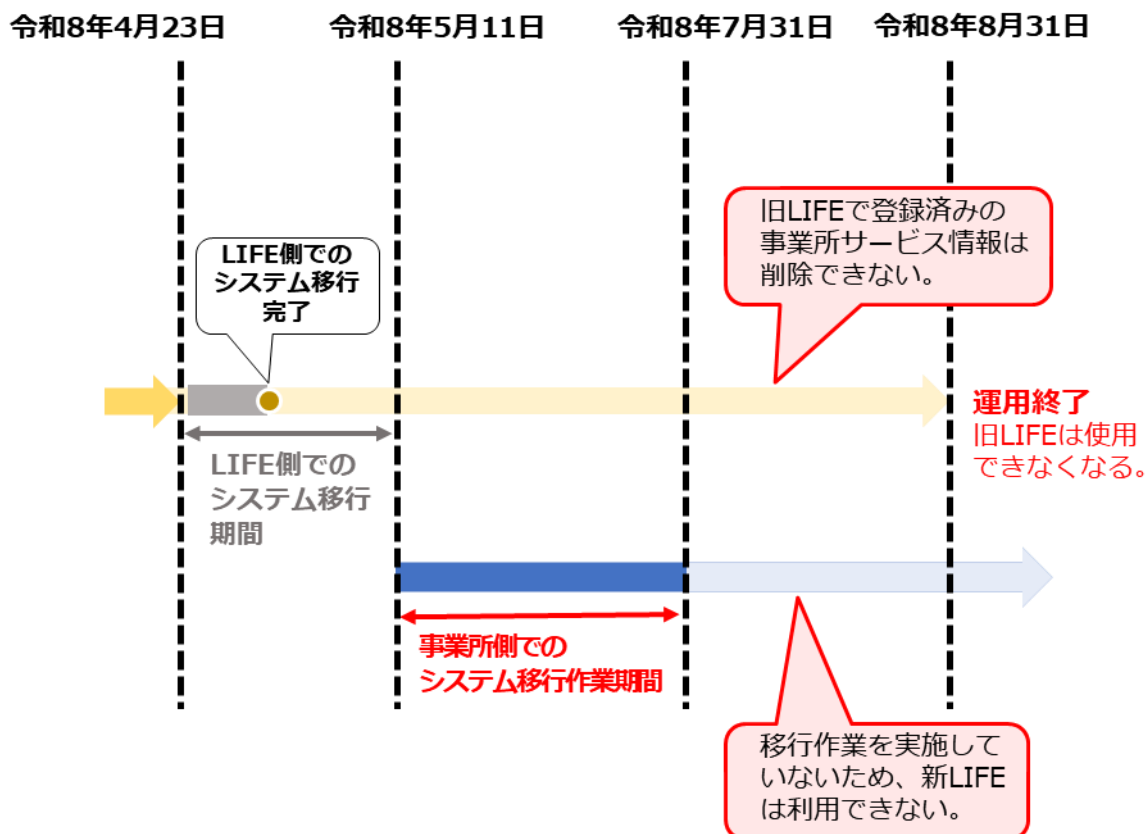 令和8年4月23日
令和8年5月11日
令和8年7月31日
令和8年8月31日
旧LIFEで登録済みの
事業所サービス情報は
削除できない。
LIFE側での
システム移行
完了
運用終了
旧LIFEは使用
できなくなる。
LIFE側での
システム移行
期間
事業所側での
システム移行作業期間
移行作業を実施して
いないため、新LIFE
は利用できない。